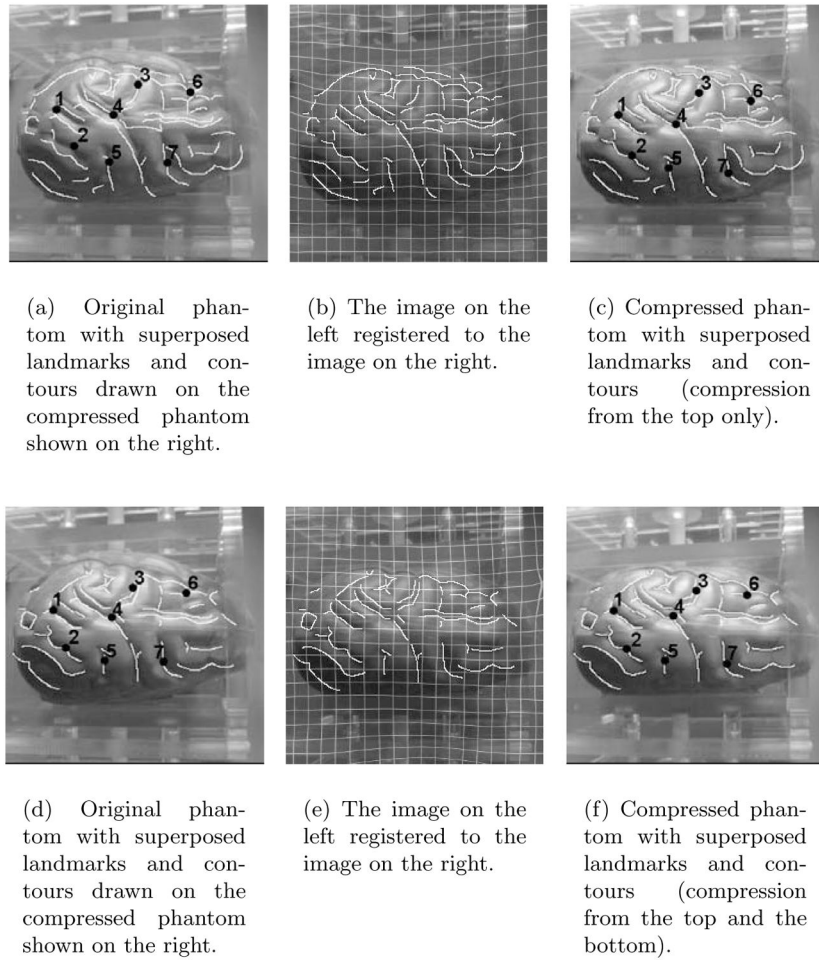 1
2
3
4
5
6
7
1
2
3
4
5
6
7
(a) Original phan-
tom with superposed
landmarks and con-
tours drawn on the
compressed phantom
shown on the right.
(b) The image on the
left registered to the
image on the right.
(c) Compressed phan-
tom with superposed
landmarks and con-
tours (compression
from the top only).
1
2
3
4
5
6
7
1
2
3
4
5
6
7
(d) Original phan-
tom with superposed
landmarks and con-
tours drawn on the
compressed phantom
shown on the right.
(e) The image on the
left registered to the
image on the right.
(f) Compressed phan-
tom with superposed
landmarks and con-
tours (compression
from the top and the
bottom).